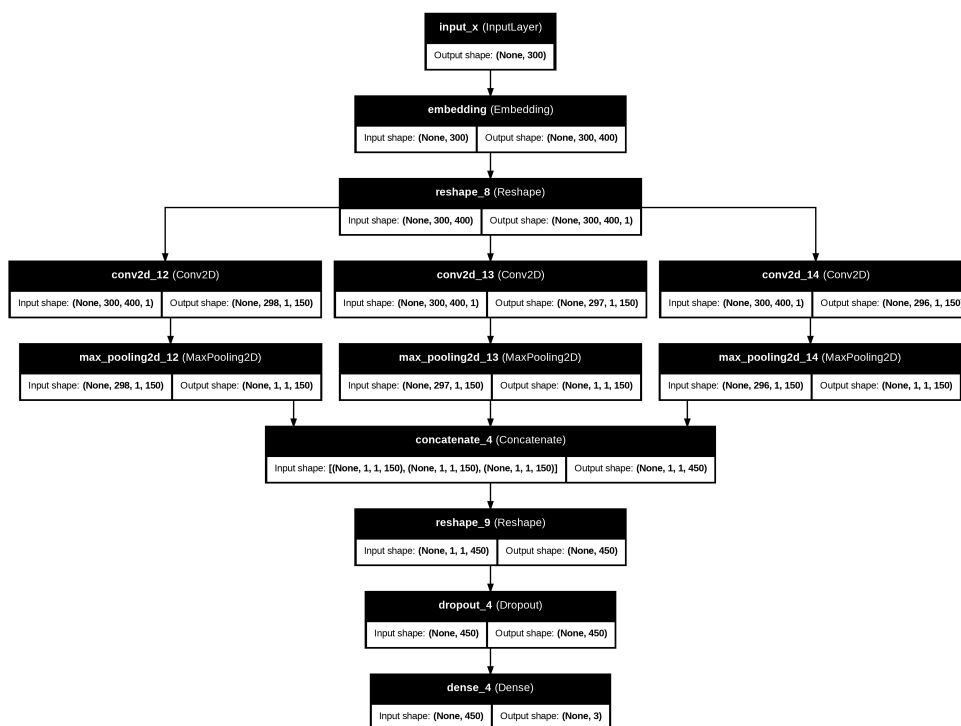 input_x (InputLayer)
Output shape: (None, 300)
embedding (Embedding)
Input shape: (None, 300) Output shape: (None, 300, 400)
reshape_8 (Reshape)
Input shape: (None, 300, 400) Output shape: (None, 300, 400, 1)
conv2d_12 (Conv2D) conv2d_13 (Conv2D) conv2d_14 (Conv2D)
Input shape: (None, 300, 400, 1) Output shape: (None, 298, 1, 150) Input shape: (None, 300, 400, 1) Output shape: (None, 297, 1, 150) Input shape: (None, 300, 400, 1) Output shape: (None, 296, 1, 150)
max_pooling2d_12 (MaxPooling2D) max_pooling2d_13 (MaxPooling2D) max_pooling2d_14 (MaxPooling2D)
Input shape: (None, 298, 1, 150) Output shape: (None, 1, 1, 150) Input shape: (None, 297, 1, 150) Output shape: (None, 1, 1, 150) Input shape: (None, 296, 1, 150) Output shape: (None, 1, 1, 150)
concatenate_4 (Concatenate)
Input shape: [(None, 1, 1, 150), (None, 1, 1, 150), (None, 1, 1, 150)] Output shape: (None, 1, 1, 450)
reshape_9 (Reshape)
Input shape: (None, 1, 1, 450) Output shape: (None, 450)
dropout_4 (Dropout)
Input shape: (None, 450) Output shape: (None, 450)
dense_4 (Dense)
Input shape: (None, 450) Output shape: (None, 3)